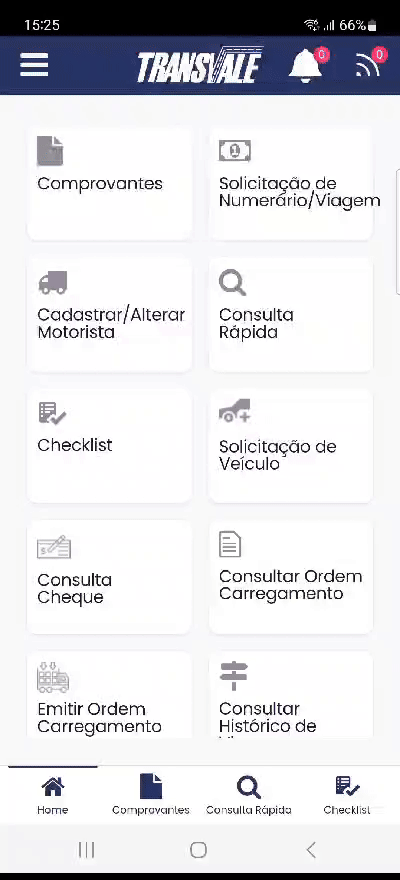 15:25
66%
TRANSVALE
0
0
Comprovantes
Solicitação de
Numerário/Viagem
Cadastrar/Alterar
Motorista
Consulta
Rápida
Checklist
Solicitação de
Veículo
Consulta
Cheque
Consultar Ordem
Carregamento
Emitir Ordem
Carregamento
Consultar
Histórico de
Home
Comprovantes
Consulta Rápida
Checklist